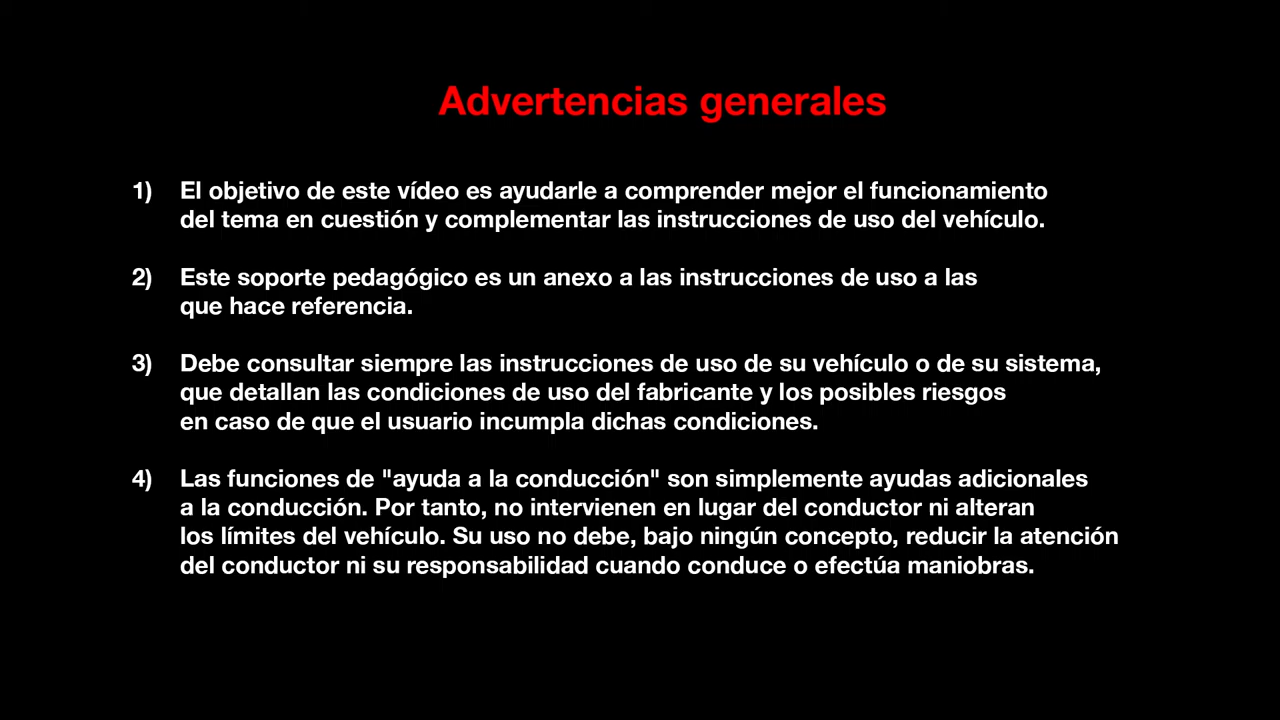 Advertencias generales
1) El objetivo de este vídeo es ayudarle a comprender mejor el funcionamiento
del tema en cuestión y complementar las instrucciones de uso del vehículo.
2) Este soporte pedagógico es un anexo a las instrucciones de uso a las
que hace referencia.
3) Debe consultar siempre las instrucciones de uso de su vehículo o de su sistema,
que detallan las condiciones de uso del fabricante y los posibles riesgos
en caso de que el usuario incumpla dichas condiciones.
4) Las funciones de "ayuda a la conducción" son simplemente ayudas adicionales
a la conducción. Por tanto, no intervienen en lugar del conductor ni alteran
los límites del vehículo. Su uso no debe, bajo ningún concepto, reducir la atención
del conductor ni su responsabilidad cuando conduce o efectúa maniobras.